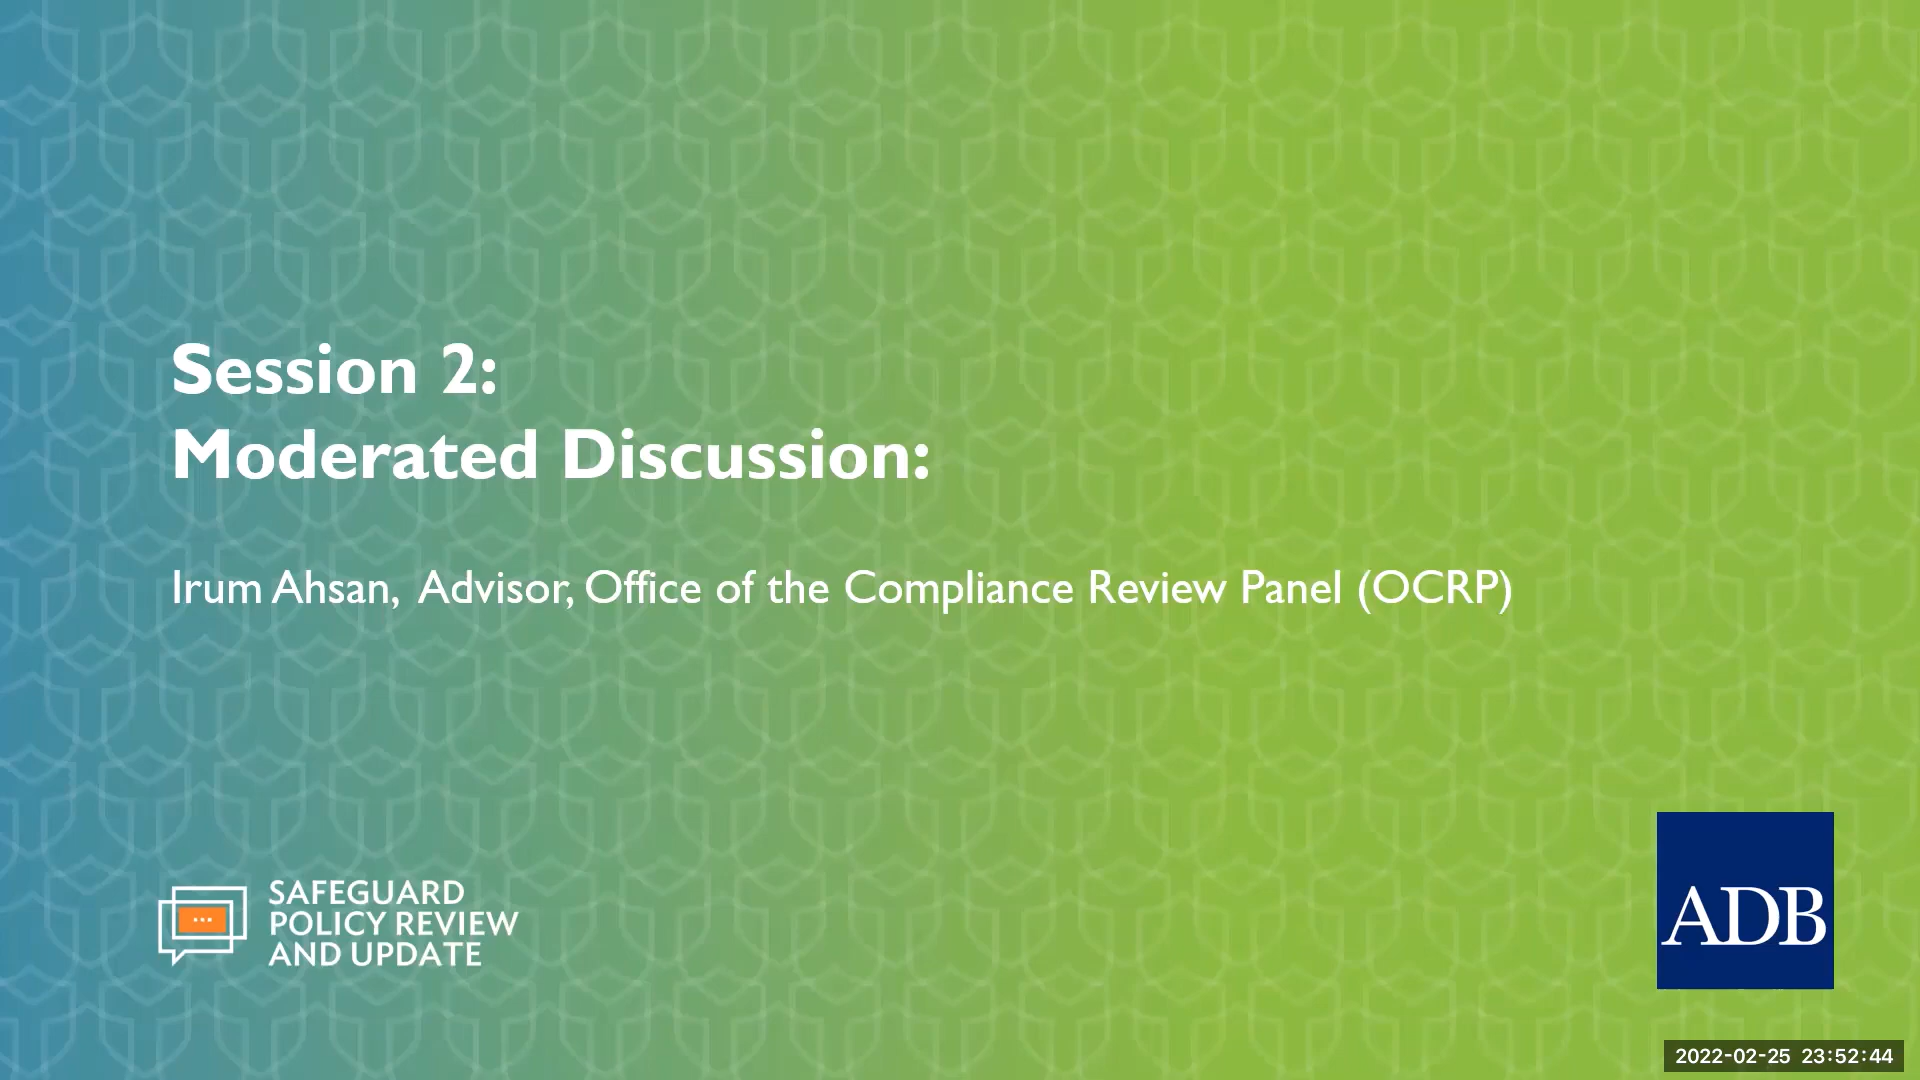 Session 2:
Moderated Discussion:
Irum Ahsan, Advisor, Office of the Compliance Review Panel (OCRP)
SAFEGUARD
POLICY REVIEW
AND UPDATE
ADB
2022-02-25 23:52:44